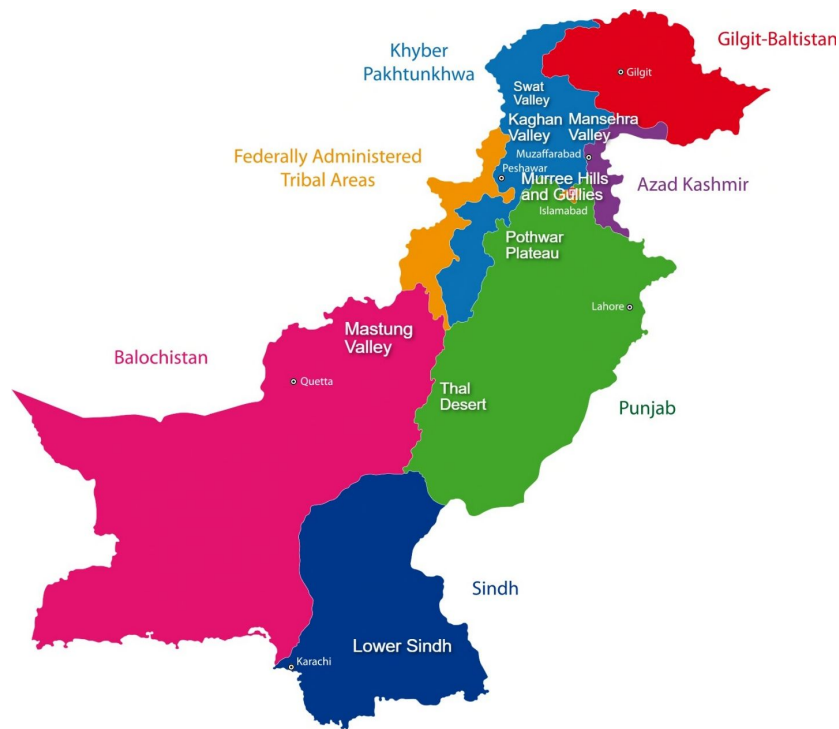 Gilgit-Baltistan
Khyber
Pakhtunkhwa
Gilgit
Swat
Valley
Kaghan
Valley
Mansehra
Valley
Federally Administered
Tribal Areas
Muzaffarabad
Peshawar
Azad Kashmir
Murree Hills
and Gullies
Islamabad
Pothwar
Plateau
Lahore
Mastung
Valley
Balochistan
Quetta
Thal
Desert
Punjab
Sindh
Lower Sindh
Karachi